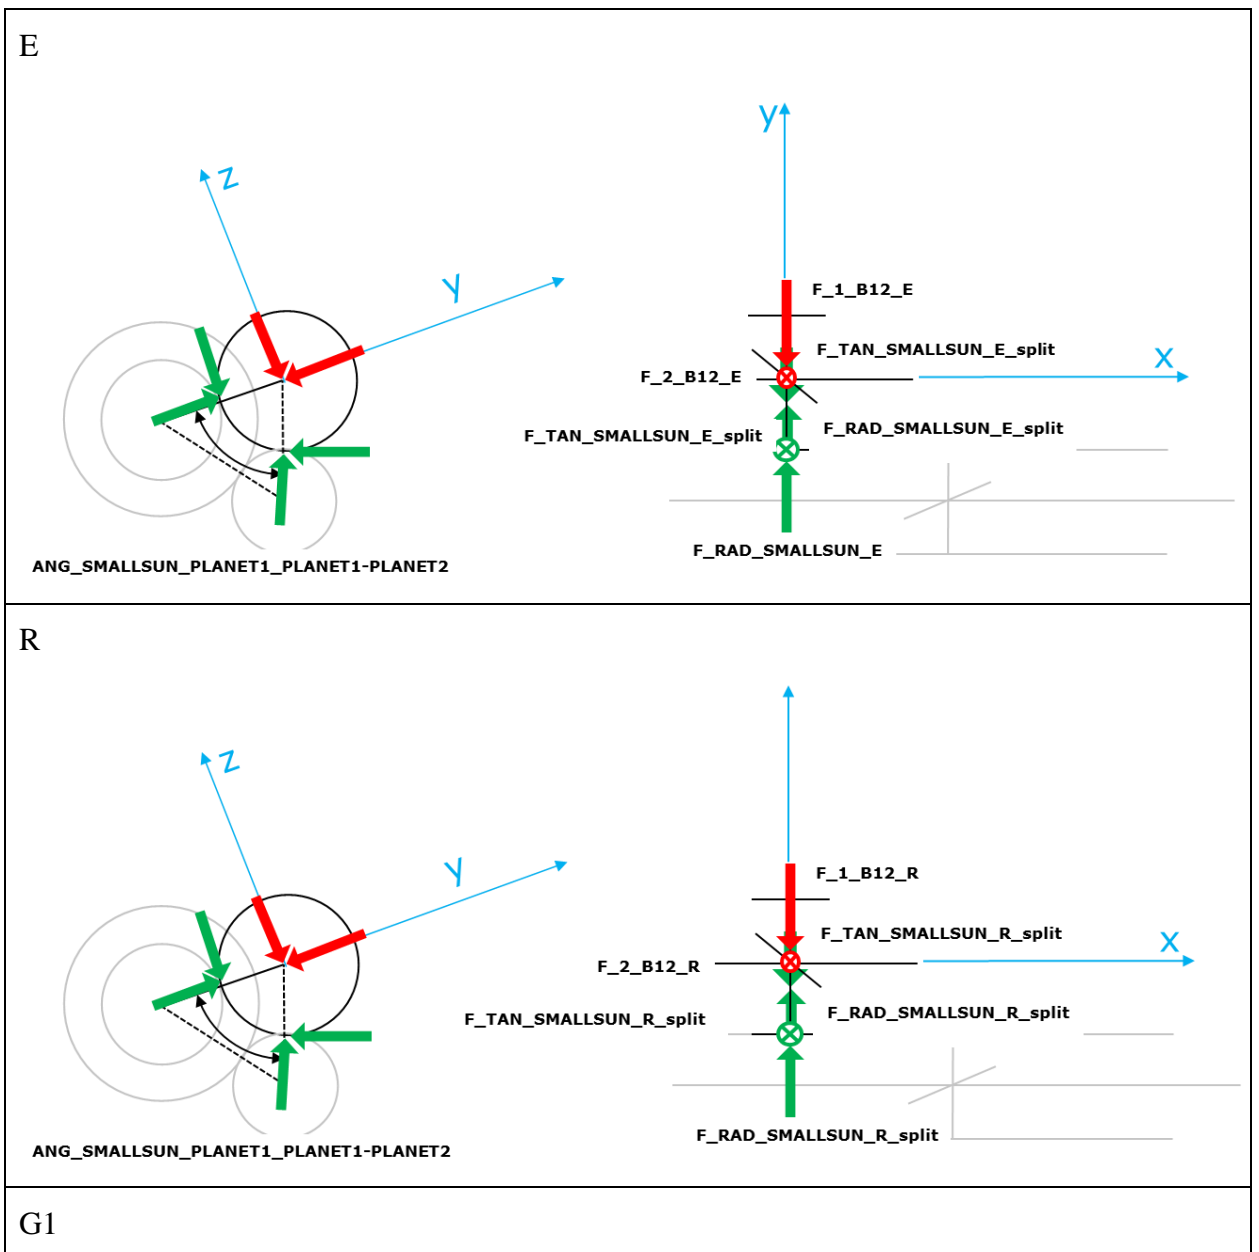 E
y
z
y
F_1_B12_E
F_TAN_SMALLSUN_E_split
x
F_2_B12_E
F_TAN_SMALLSUN_E_split
F_RAD_SMALLSUN_E_split
F_RAD_SMALLSUN_E
ANG_SMALLSUN_PLANET1_PLANET1-PLANET2
R
z
y
F_1_B12_R
F_TAN_SMALLSUN_R_split
x
F_2_B12_R
F_TAN_SMALLSUN_R_split
F_RAD_SMALLSUN_R_split
F_RAD_SMALLSUN_R_split
ANG_SMALLSUN_PLANET1_PLANET1-PLANET2
G1